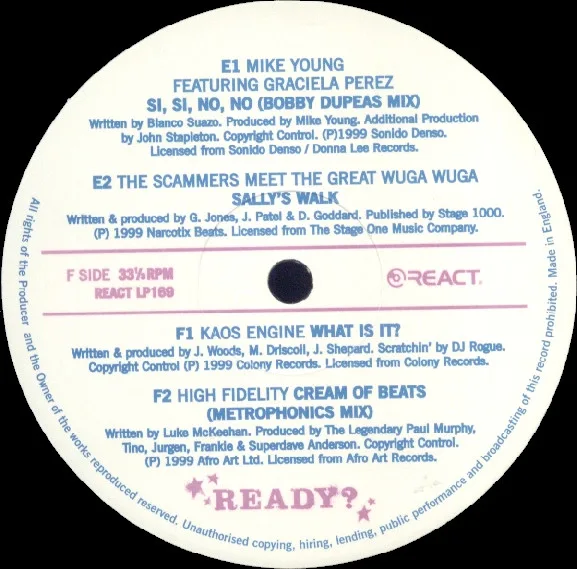 E1 MIKE YOUNG
FEATURING GRACIELA PEREZ
SI, SI, NO, NO (BOBBY DUPEAS MIX)
Written by Blanco Suazo. Produced by Mike Young. Additional Production
by John Stapleton. Copyright Control. (P)1999 Sonido Denso.
Licensed from Sonido Denso / Donna Lee Records.
E2 THE SCAMMERS MEET THE GREAT WUGA WUGA
SALLY'S WALK
Written & produced by G. Jones, J. Patel & D. Goddard. Published by Stage 1000.
(P) 1999 Narcotix Beats. Licensed from The Stage One Music Company.
F SIDE 33⅓ RPM
REACT LP169
REACT.
F1 KAOS ENGINE WHAT IS IT?
Written & produced by J. Woods, M. Driscoll, J. Shepard. Scratchin' by DJ Rogue.
Copyright Control (P) 1999 Colony Records. Licensed from Colony Records.
F2 HIGH FIDELITY CREAM OF BEATS
(METROPHONICS MIX)
Written by Luke McKeehan. Produced by The Legendary Paul Murphy,
Tino, Jurgen, Frankie & Superdave Anderson. Copyright Control.
(P) 1999 Afro Art Ltd. Licensed from Afro Art Records.
READY?
All rights of the Producer and the Owner of the works reproduced reserved. Unauthorised copying, hiring, lending, public performance and broadcasting of this record prohibited. Made in England.